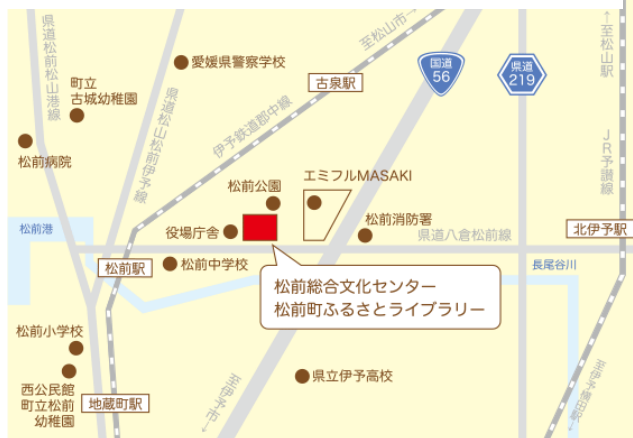 県道松前松山港線
町立
古城幼稚園
愛媛県警察学校
至松山市→
古泉駅
国道
56
県道
219
←至松山駅
県道松山松前伊予線
伊予鉄道郡中線
JR予讃線
松前病院
松前公園
エミフルMASAKI
松前港
役場庁舎
松前消防署
県道八倉松前線
北伊予駅
松前駅
松前中学校
長尾谷川
松前総合文化センター
松前町ふるさとライブラリー
松前小学校
西公民館
町立松前
幼稚園
地蔵町駅
県立伊予高校
至伊予市→
至伊予横田駅→